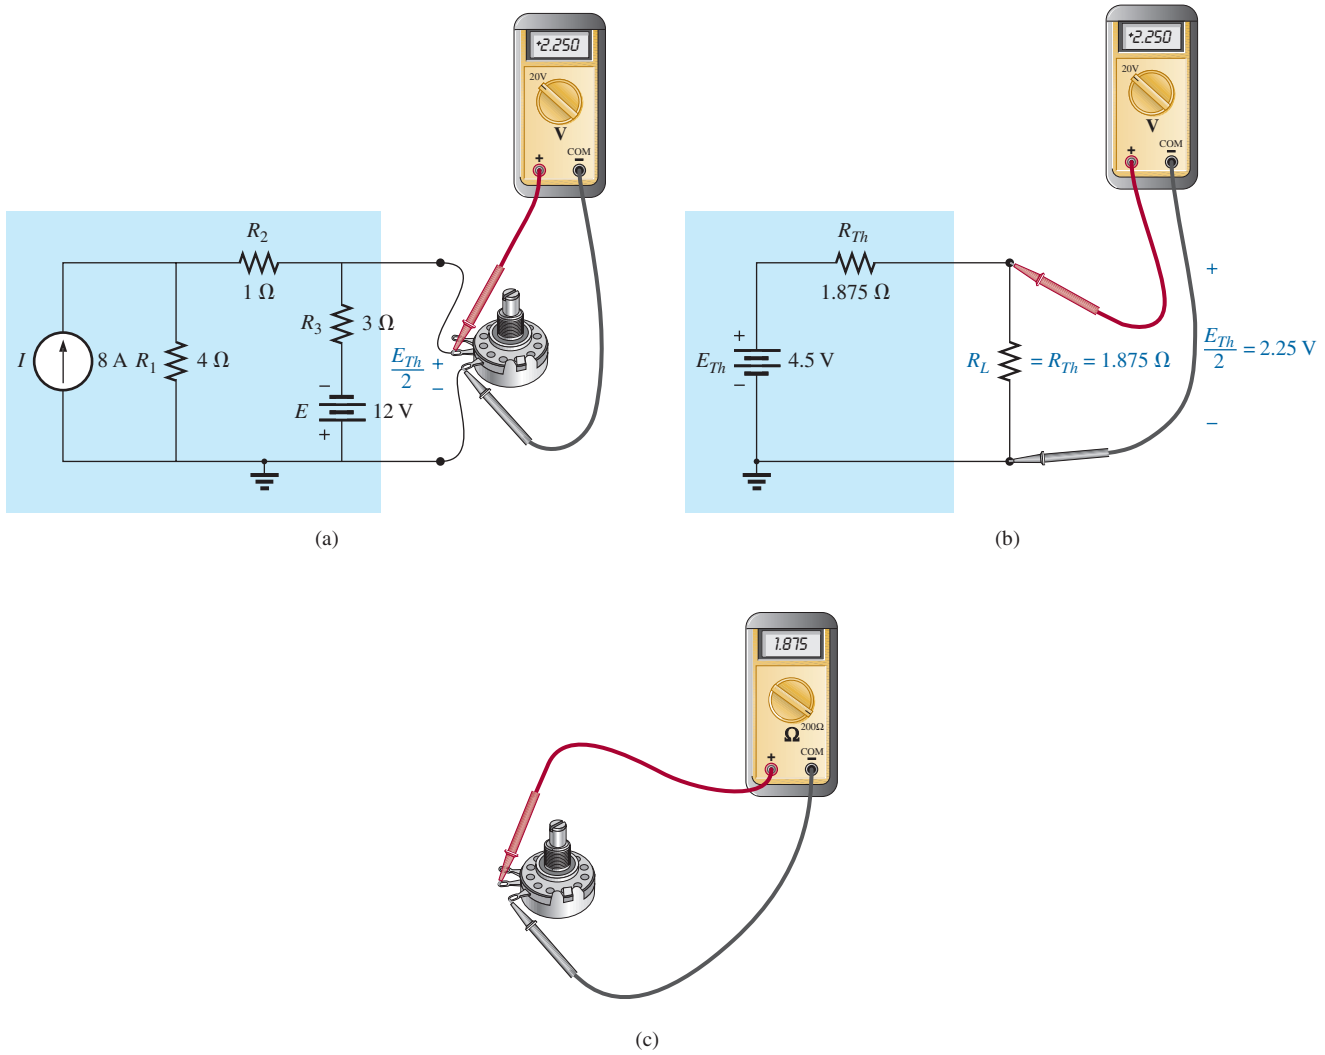 +2.250
20V
V
COM
+ −
R2
1 Ω
R3 3 Ω
I 8 A R1 4 Ω
ETh/2 + −
−
E 12 V
+
(a)
+2.250
20V
V
COM
+ −
RTh
1.875 Ω
+
ETh 4.5 V
−
RL = RTh = 1.875 Ω
+
ETh/2 = 2.25 V
−
(b)
1.875
200Ω
Ω
COM
+ −
(c)